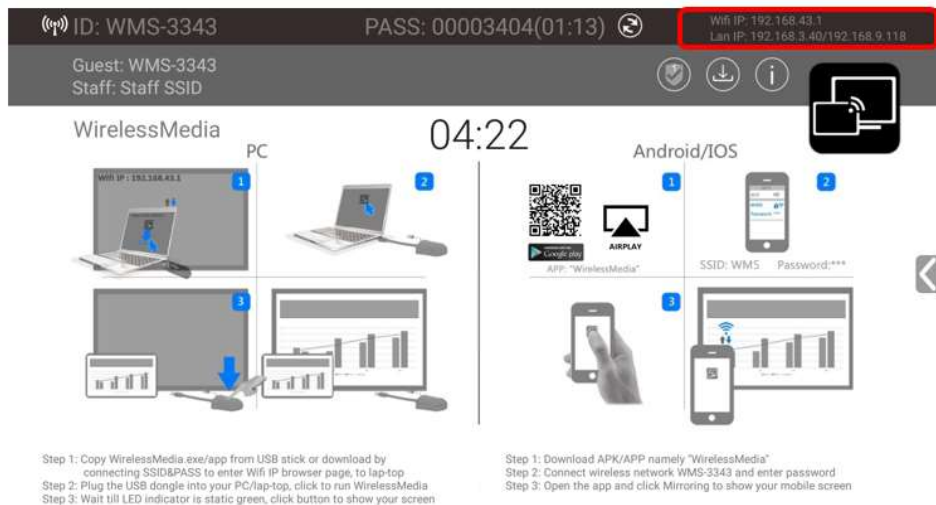 ID: WMS-3343
PASS: 00003404(01:13)
Wifi IP: 192.168.43.1
Lan IP: 192.168.3.40/192.168.9.118
Guest: WMS-3343
Staff: Staff SSID
WirelessMedia
04:22
PC
Android/IOS
Wifi IP : 192.168.43.1
1
2
1
2
AIRPLAY
Google play
APP: "WirelessMedia"
SSID: WMS Password:***
3
3
Step 1: Copy WirelessMedia.exe/app from USB stick or download by
connecting SSID&PASS to enter Wifi IP browser page, to lap-top
Step 2: Plug the USB dongle into your PC/lap-top, click to run WirelessMedia
Step 3: Wait till LED indicator is static green, click button to show your screen
Step 1: Download APK/APP namely "WirelessMedia"
Step 2: Connect wireless network WMS-3343 and enter password
Step 3: Open the app and click Mirroring to show your mobile screen